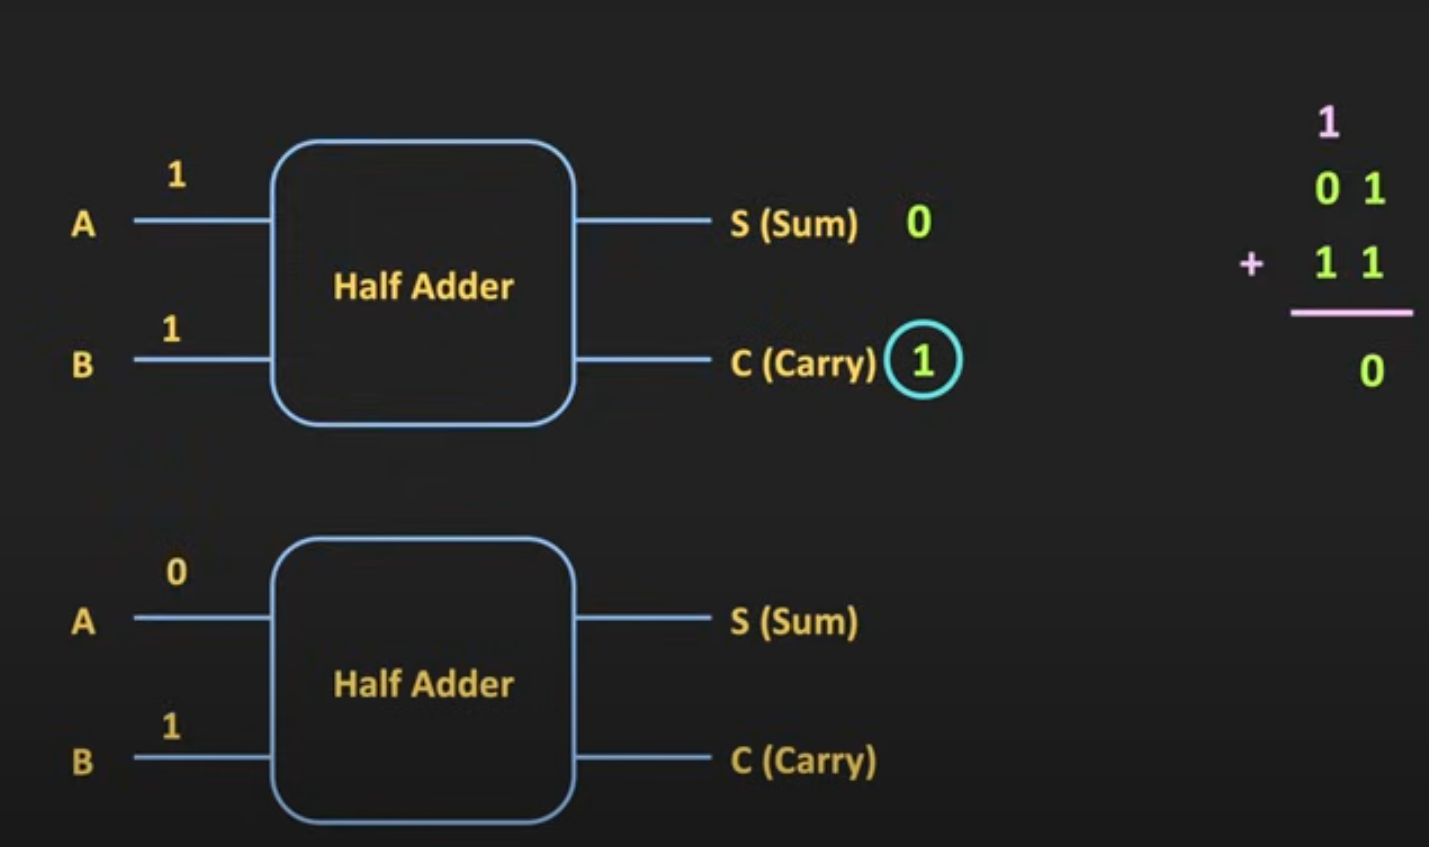 1
A
Half Adder
S (Sum) 0
1
B
C (Carry) 1
1
0 1
+ 1 1
0
0
A
Half Adder
S (Sum)
1
B
C (Carry)